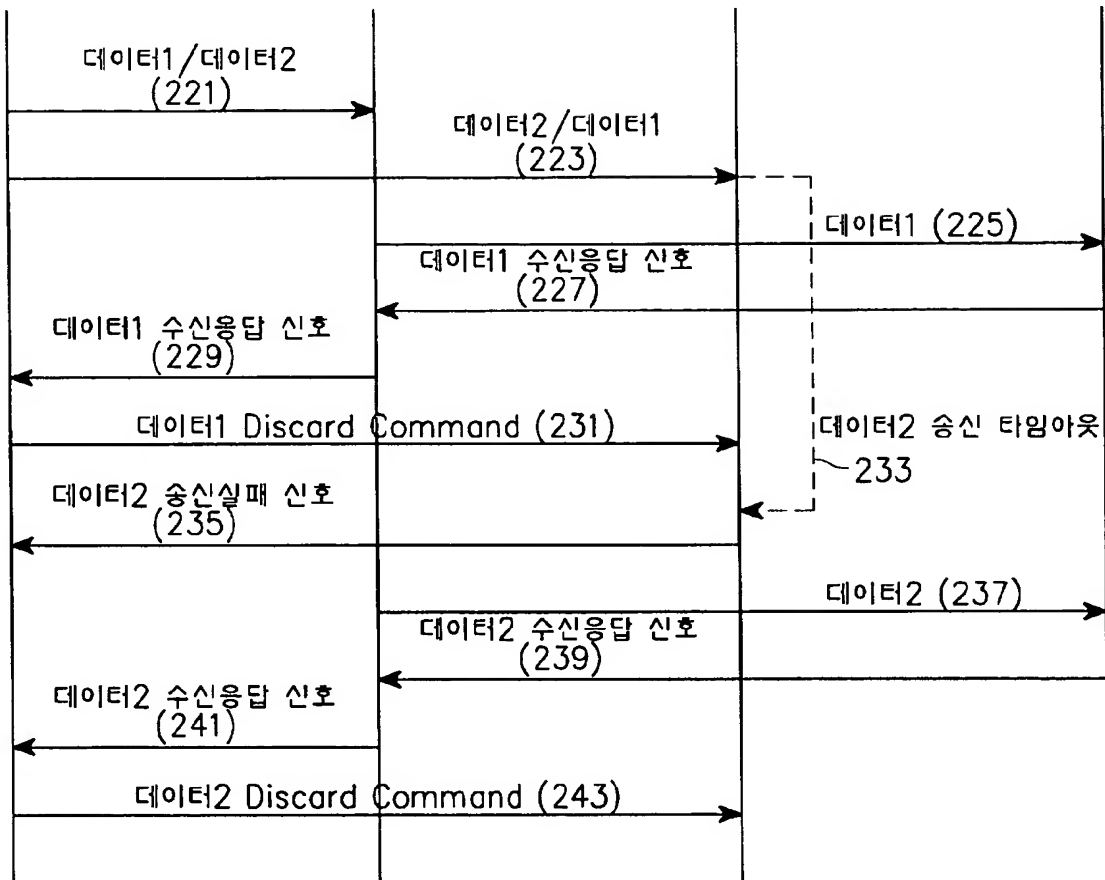 데이터1/데이터2
(221)
데이터2/데이터1
(223)
데이터1 (225)
데이터1 수신응답 신호
(227)
데이터1 수신응답 신호
(229)
데이터1 Discard Command (231)
데이터2 송신 타임아웃
233
데이터2 송신실패 신호
(235)
데이터2 (237)
데이터2 수신응답 신호
(239)
데이터2 수신응답 신호
(241)
데이터2 Discard Command (243)